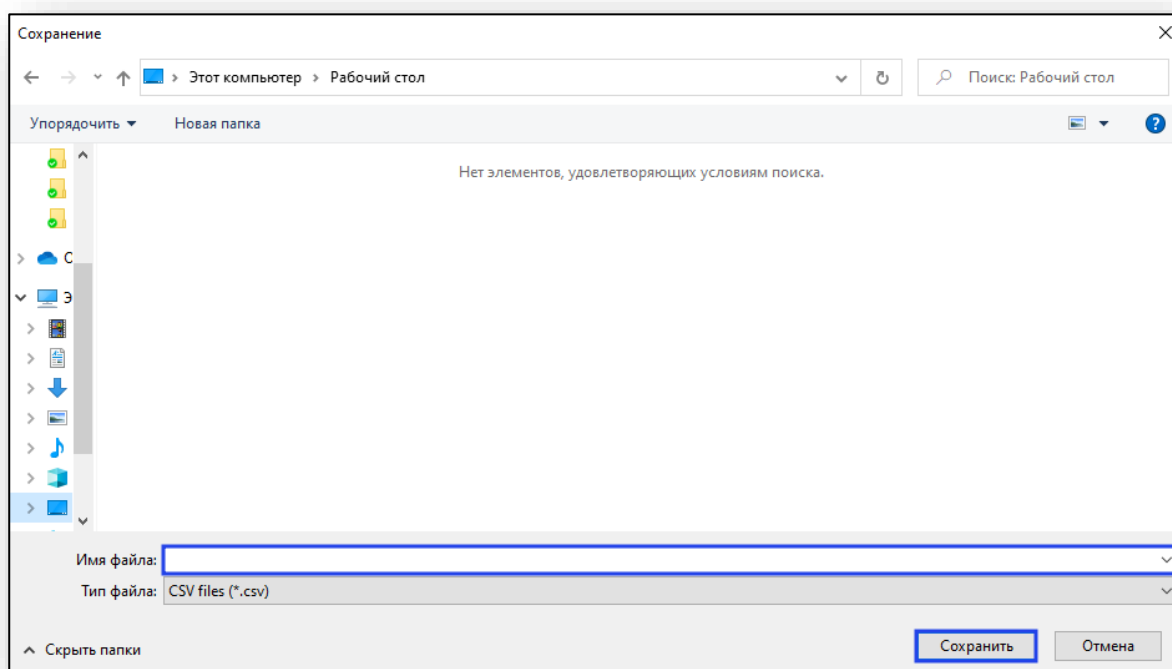 Сохранение
Этот компьютер › Рабочий стол
Поиск: Рабочий стол
Упорядочить
Новая папка
Нет элементов, удовлетворяющих условиям поиска.
С
Э
Имя файла:
Тип файла: CSV files (*.csv)
Скрыть папки
Сохранить
Отмена